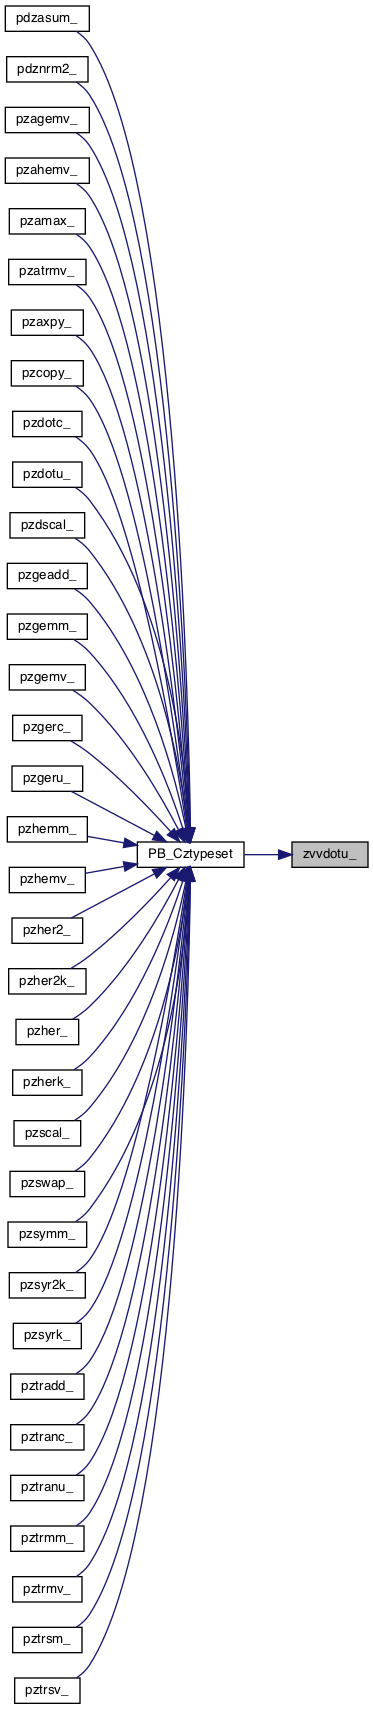 pdzasum_
pdznrm2_
pzagemv_
pzahemv_
pzamax_
pzatrmv_
pzaxpy_
pzcopy_
pzdotc_
pzdotu_
pzdscal_
pzgeadd_
pzgemm_
pzgemv_
pzgerc_
pzgeru_
pzhemm_
PB_Cztypeset
zvvdotu_
pzhemv_
pzher2_
pzher2k_
pzher_
pzherk_
pzscal_
pzswap_
pzsymm_
pzsyr2k_
pzsyrk_
pztradd_
pztranc_
pztranu_
pztrmm_
pztrmv_
pztrsm_
pztrsv_